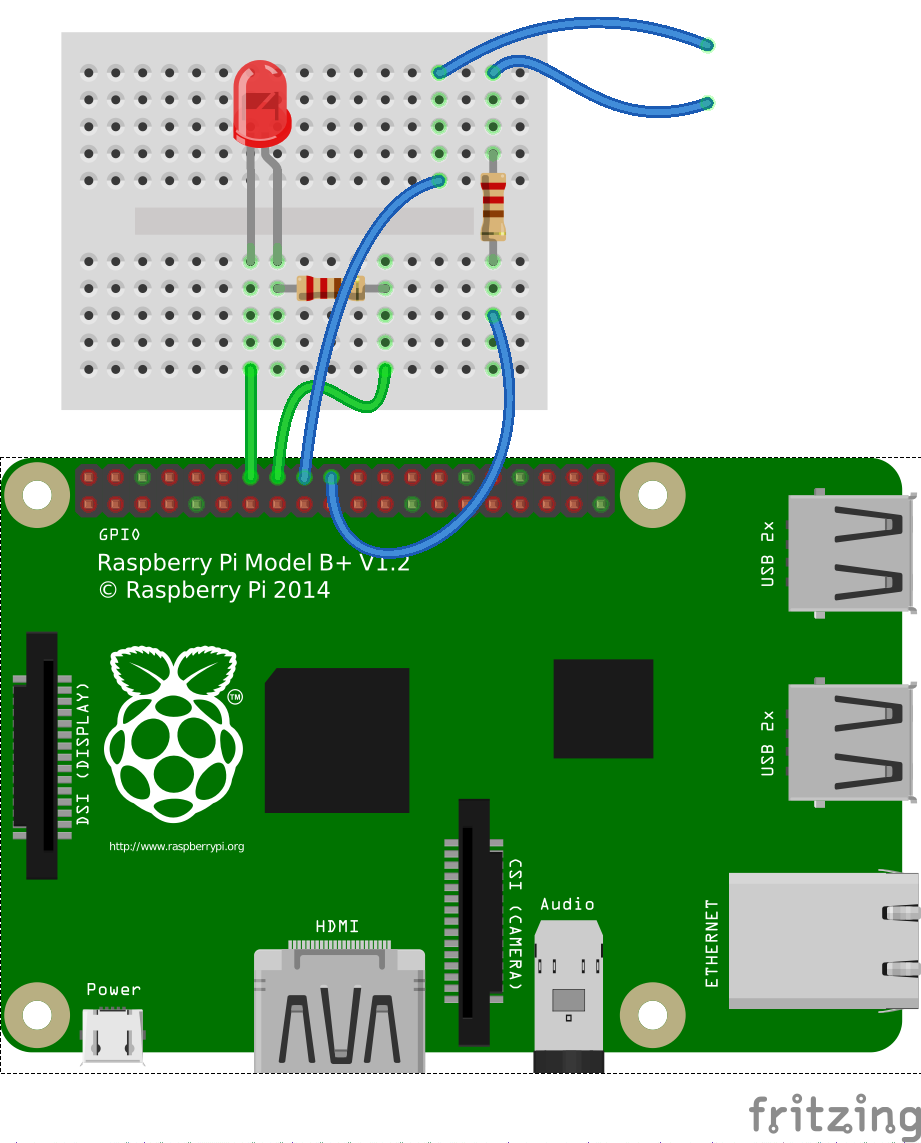 GPIO
Raspberry Pi Model B+ V1.2
© Raspberry Pi 2014
USB 2x
DSI (DISPLAY)
TM
USB 2x
http://www.raspberrypi.org
CSI (CAMERA)
Audio
ETHERNET
HDMI
Power
fritzing